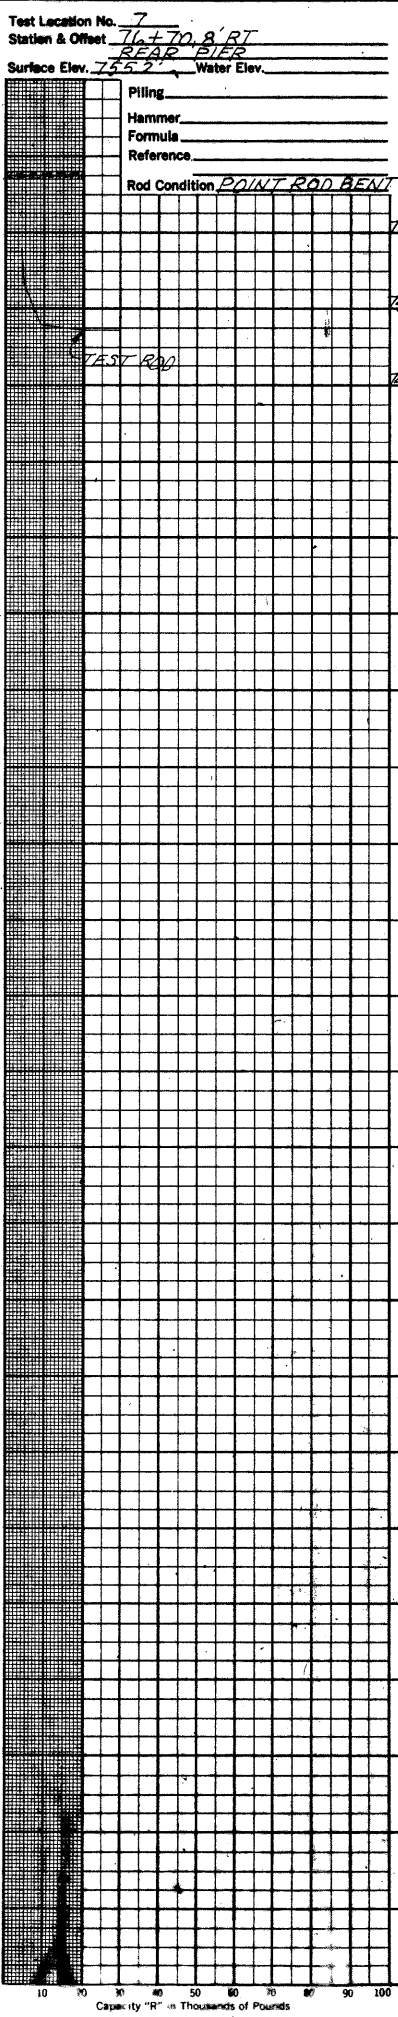 Test Location No. 7
Station & Offset 76+70, 8' RT
REAR PIER
Surface Elev. 755.2' Water Elev.
Piling
Hammer
Formula
Reference
Rod Condition POINT ROD BENT
TEST ROD
10 20 30 40 50 60 70 80 90 100
Capacity "R" in Thousands of Pounds